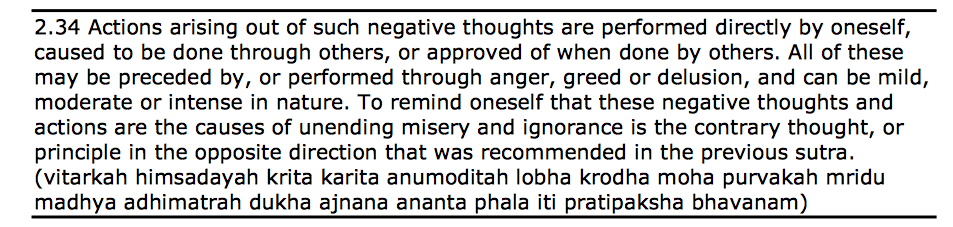 2.34 Actions arising out of such negative thoughts are performed directly by oneself,
caused to be done through others, or approved of when done by others. All of these
may be preceded by, or performed through anger, greed or delusion, and can be mild,
moderate or intense in nature. To remind oneself that these negative thoughts and
actions are the causes of unending misery and ignorance is the contrary thought, or
principle in the opposite direction that was recommended in the previous sutra.
(vitarkah himsadayah krita karita anumoditah lobha krodha moha purvakah mridu
madhya adhimatrah dukha ajnana ananta phala iti pratipaksha bhavanam)